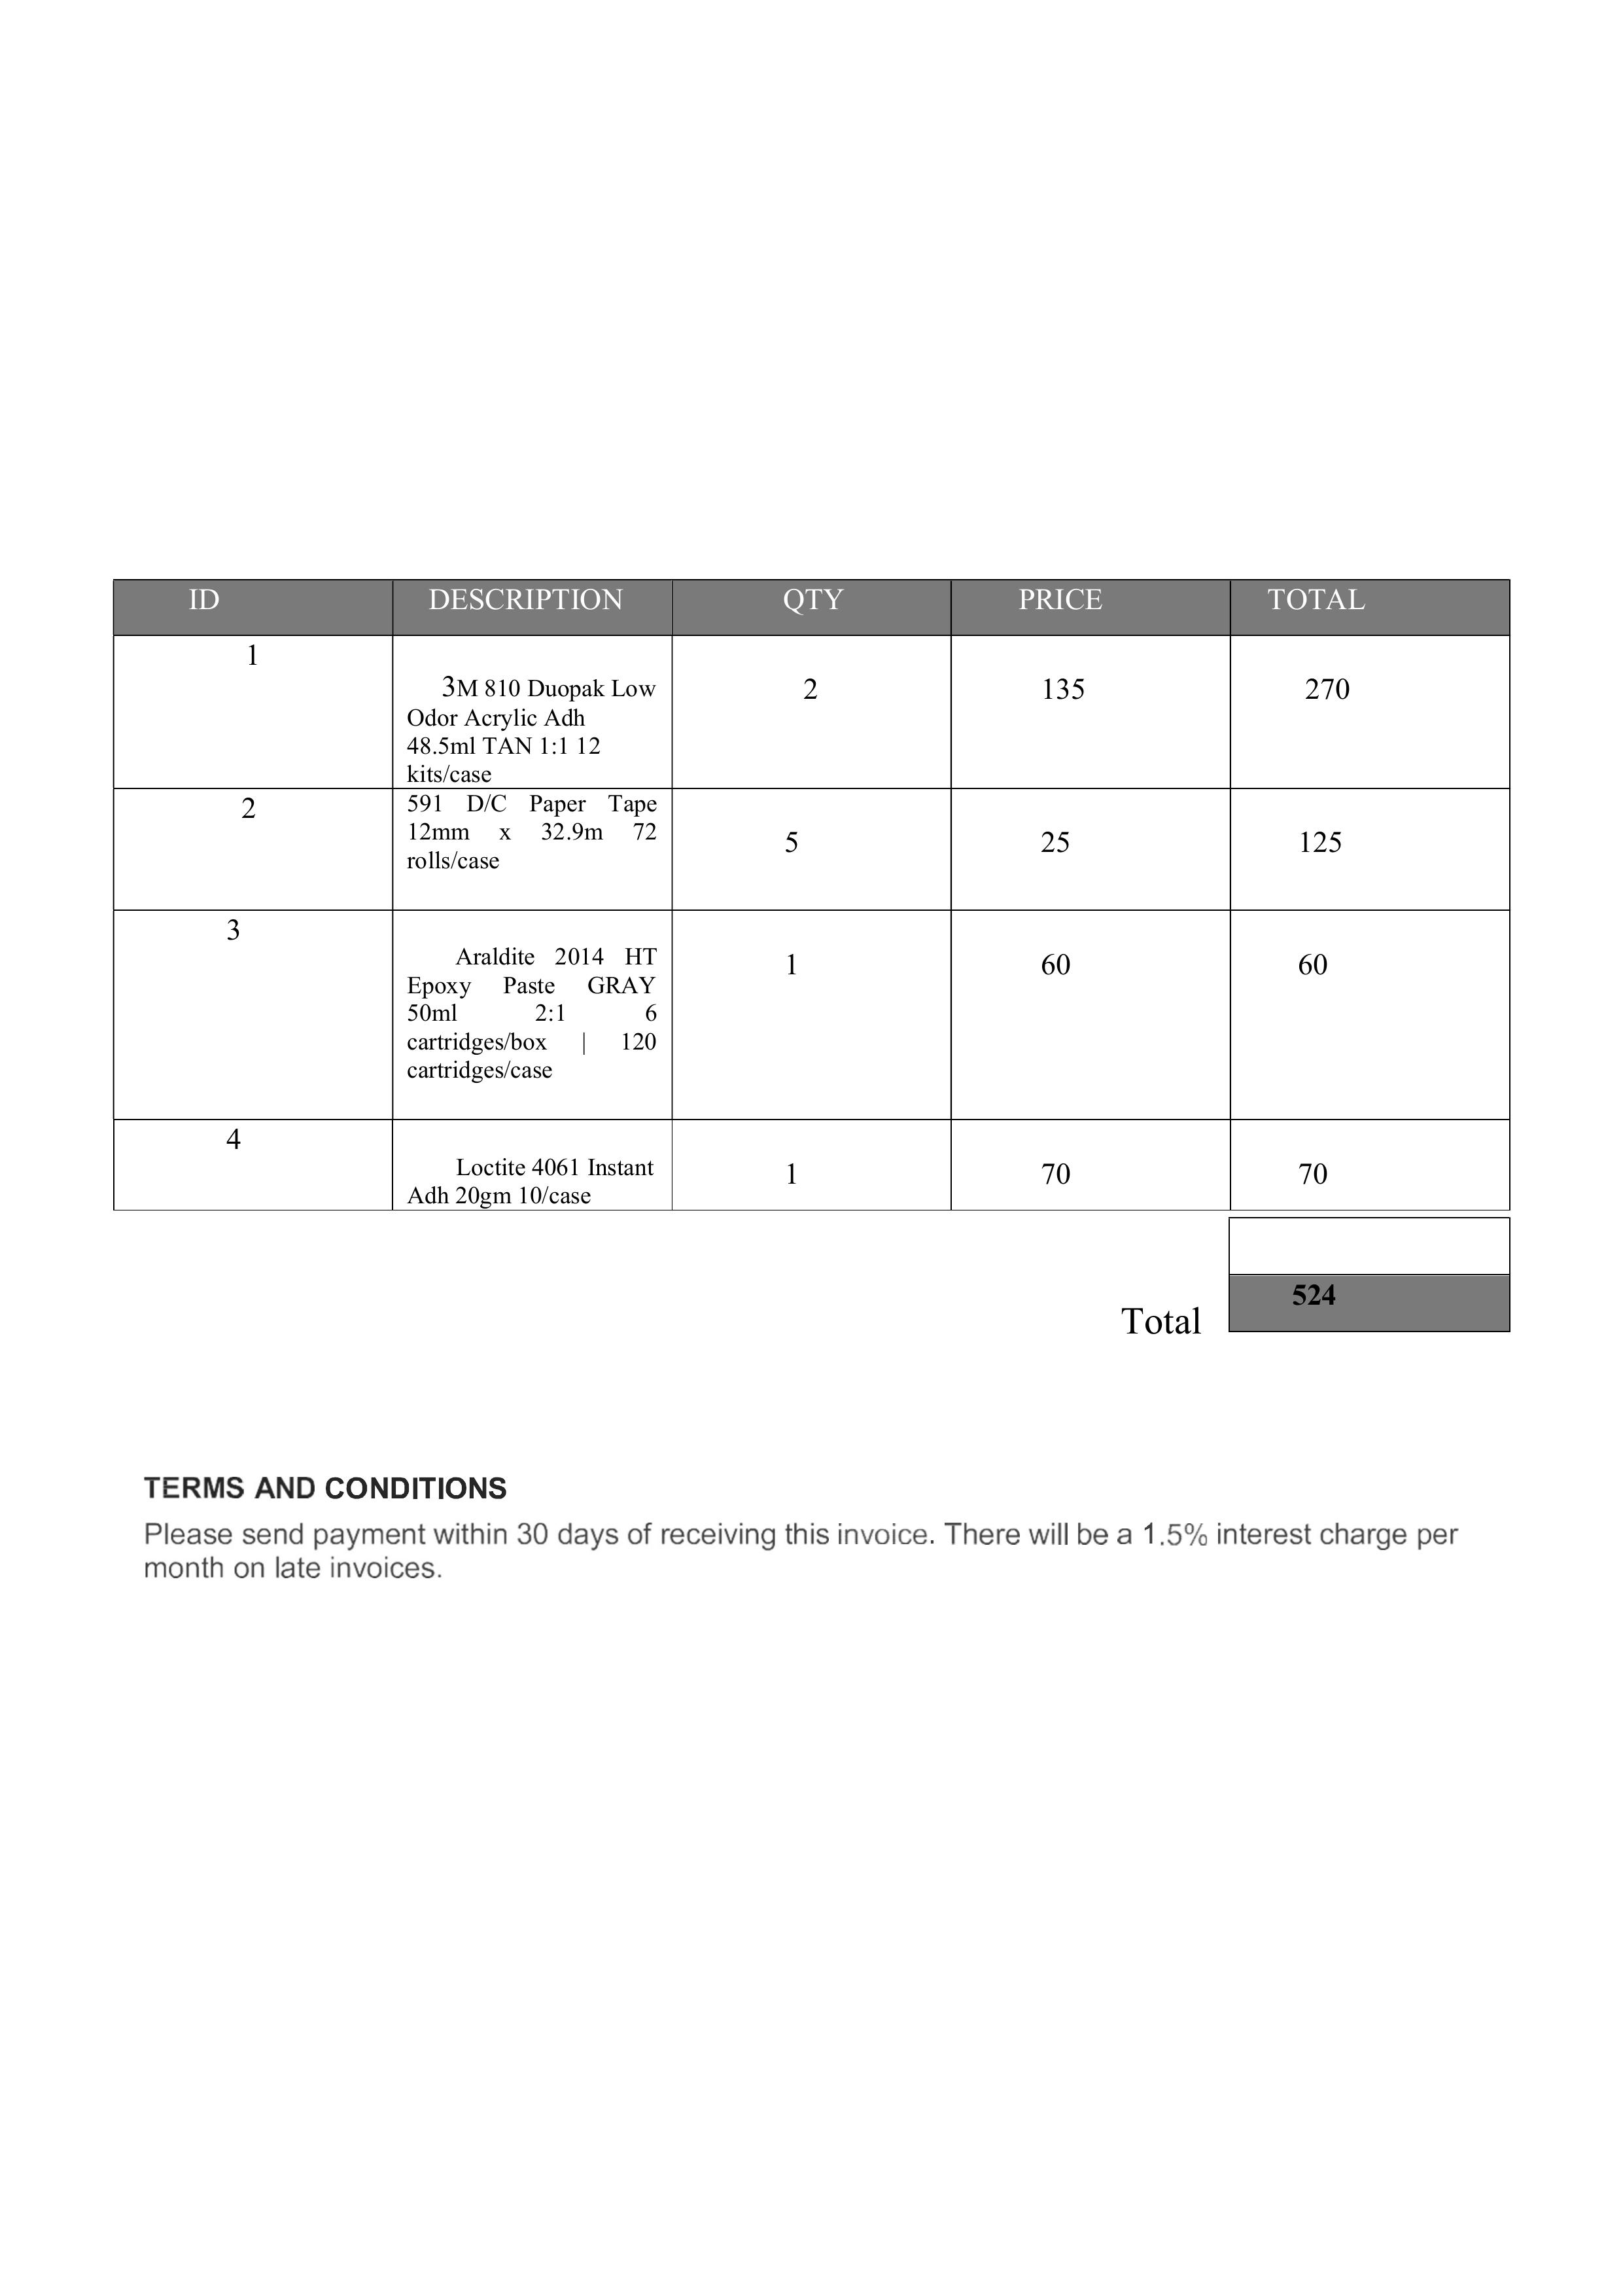 ID DESCRIPTION QTY PRICE TOTAL
1
3M 810 Duopak Low 2 135 270
Odor Acrylic Adh
48.5ml TAN 1:1 12
kits/case
2 591 D/C Paper Tape
12mm x 32.9m 72 5 25 125
rolls/case
3
Araldite 2014 HT 1 60 60
Epoxy Paste GRAY
50ml 2:1 6
cartridges/box | 120
cartridges/case
4
Loctite 4061 Instant 1 70 70
Adh 20gm 10/case
524
Total
TERMS AND CONDITIONS
Please send payment within 30 days of receiving this invoice. There will be a 1.5% interest charge per
month on late invoices.